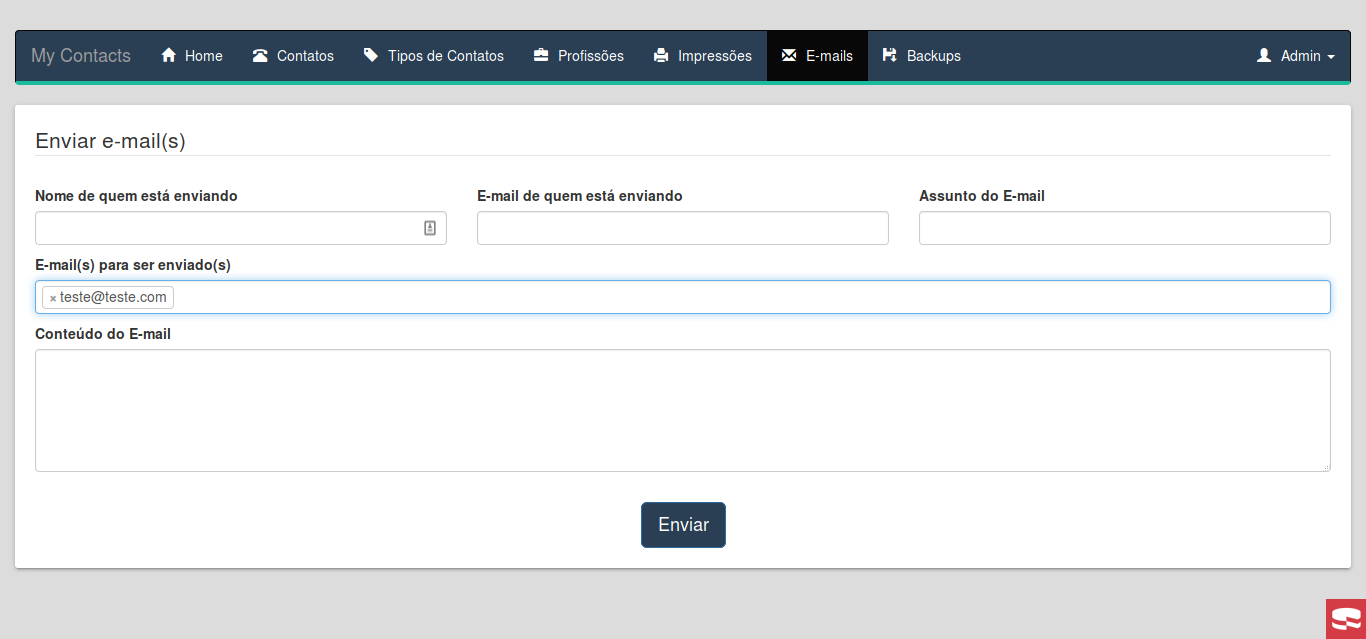 My Contacts Home Contatos Tipos de Contatos Profissões Impressões E-mails Backups Admin
Enviar e-mail(s)
Nome de quem está enviando E-mail de quem está enviando Assunto do E-mail
E-mail(s) para ser enviado(s)
× teste@teste.com
Conteúdo do E-mail
Enviar